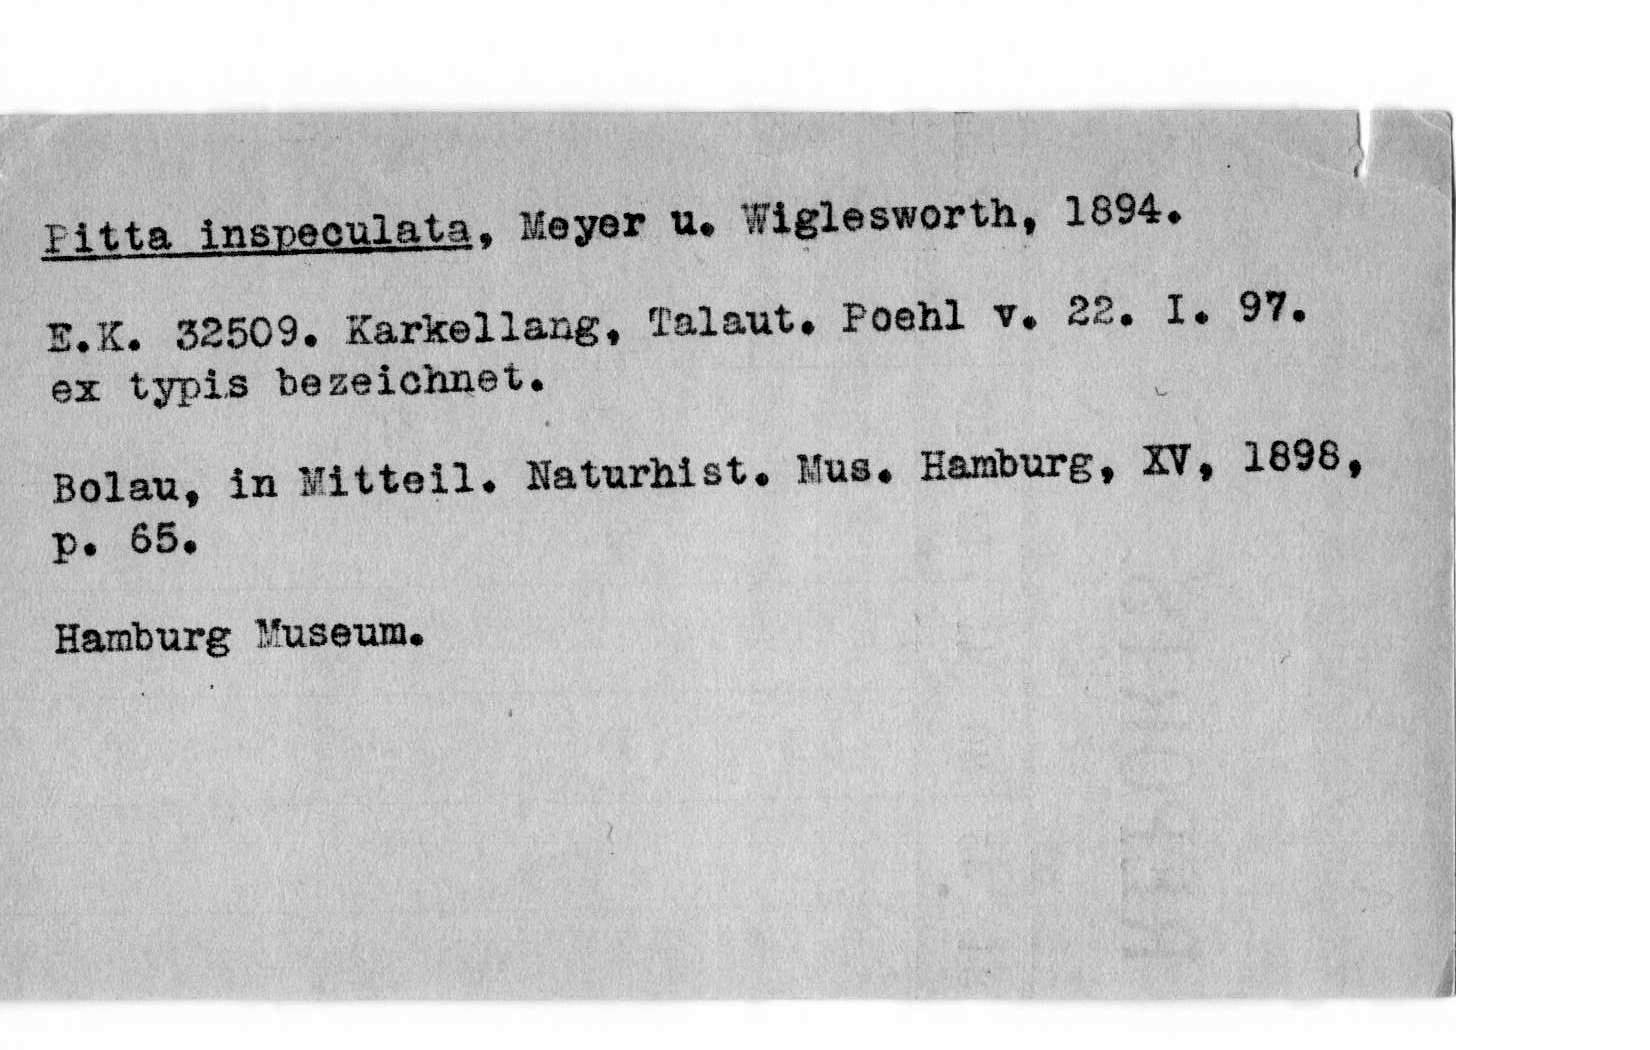 Pitta inspeculata, Meyer u. Wiglesworth, 1894.
E.K. 32509. Karkellang, Talaut. Poehl v. 22. I. 97.
ex typis bezeichnet.
Bolau, in Mitteil. Naturhist. Mus. Hamburg, XV, 1898,
p. 65.
Hamburg Museum.